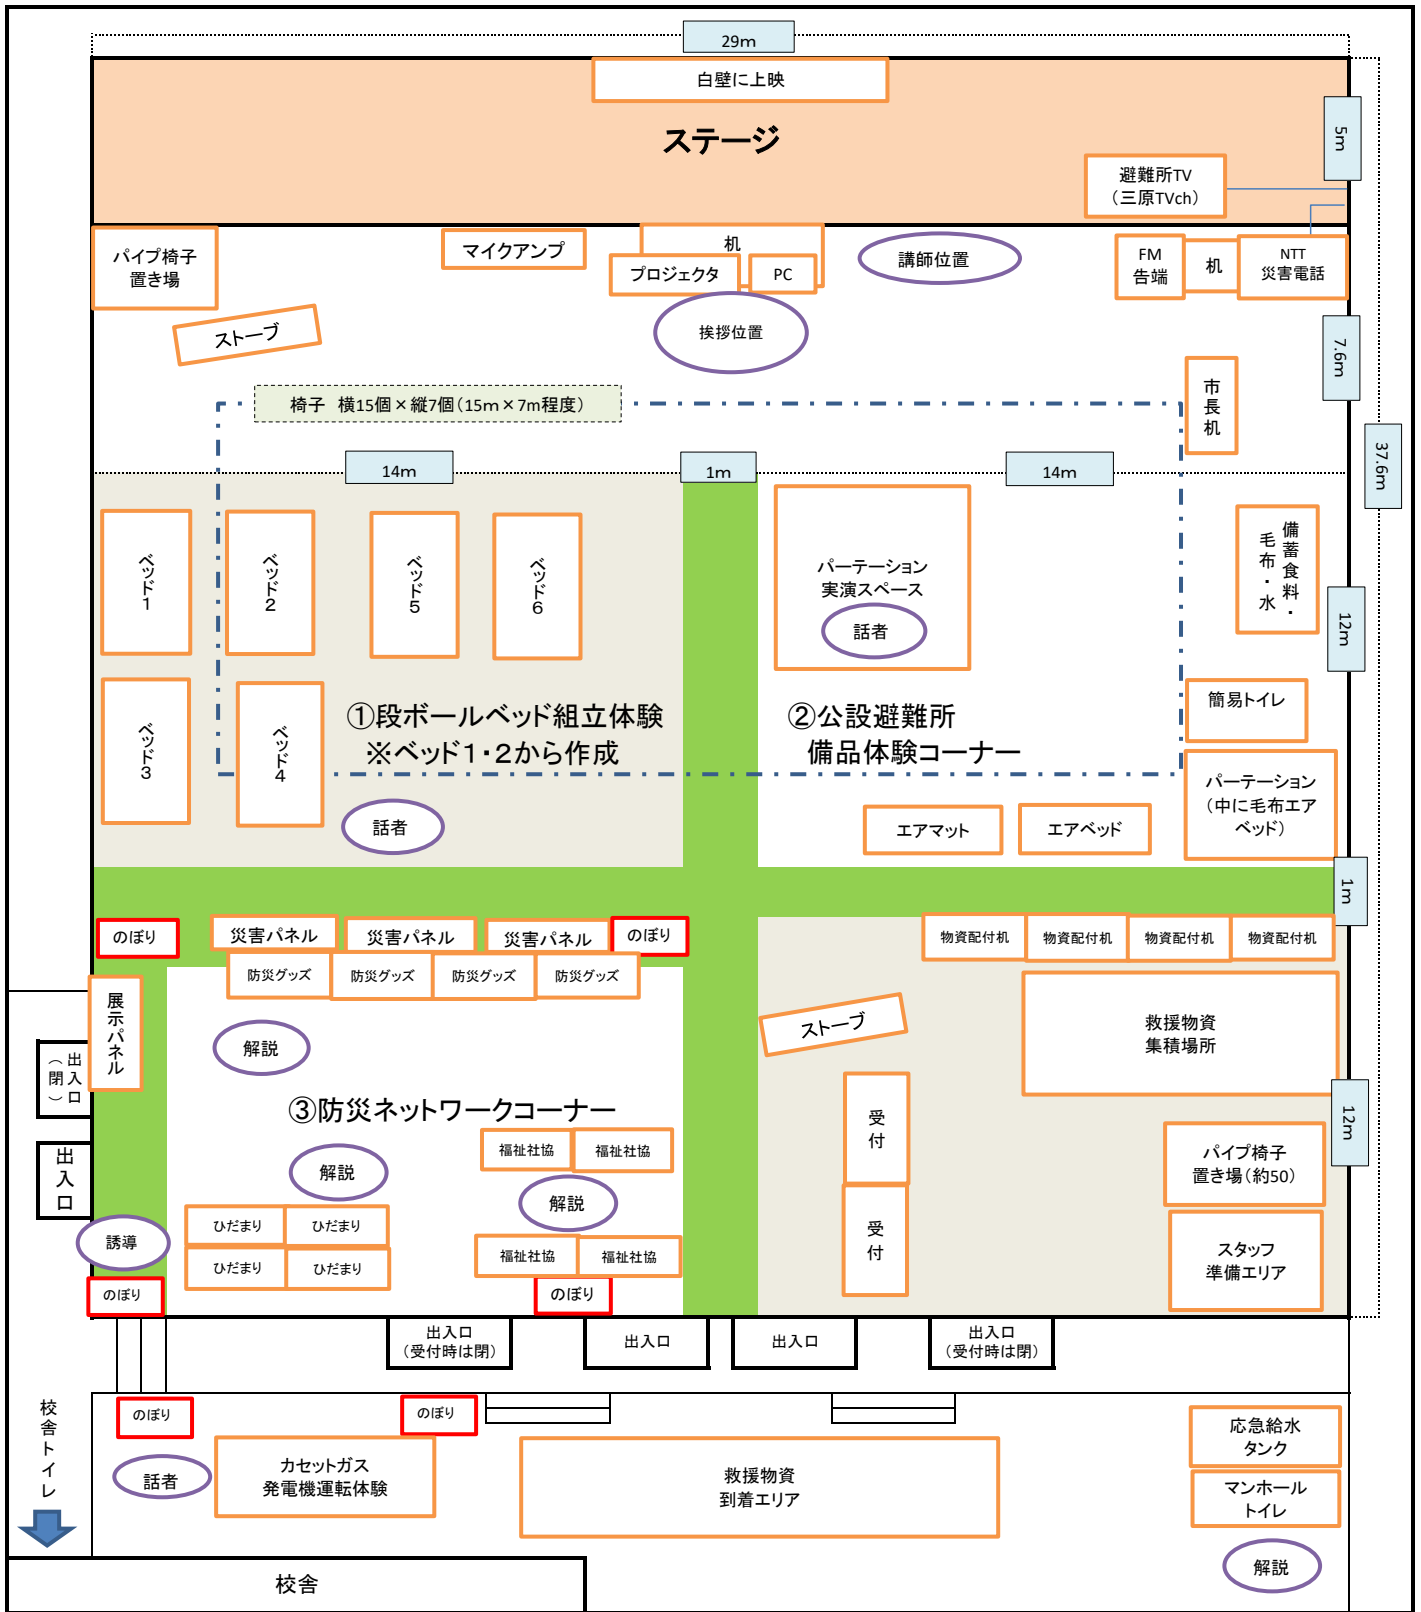 29m
白壁に上映
ステージ
5m
避難所TV
（三原TVch）
パイプ椅子
置き場
マイクアンプ
机
プロジェクタ
PC
講師位置
FM
告端
机
NTT
災害電話
ストーブ
挨拶位置
7.6m
市長机
椅子　横15個×縦7個（15m×7m程度）
37.6m
14m
1m
14m
ベッド1
ベッド2
ベッド5
ベッド6
パーテーション
実演スペース
話者
備蓄食料・
毛布・水
12m
ベッド3
ベッド4
①段ボールベッド組立体験
※ベッド1・2から作成
②公設避難所
備品体験コーナー
簡易トイレ
パーテーション
（中に毛布エア
ベッド）
話者
エアマット
エアベッド
1m
のぼり
災害パネル
災害パネル
災害パネル
のぼり
物資配付机
物資配付机
物資配付机
物資配付机
防災グッズ
防災グッズ
防災グッズ
防災グッズ
展示パネル
解説
ストーブ
救援物資
集積場所
出入口
（閉）
③防災ネットワークコーナー
受付
12m
福祉社協
福祉社協
出入口
解説
解説
パイプ椅子
置き場（約50）
ひだまり
ひだまり
受付
誘導
福祉社協
福祉社協
スタッフ
準備エリア
ひだまり
ひだまり
のぼり
のぼり
出入口
（受付時は閉）
出入口
出入口
出入口
（受付時は閉）
校舎トイレ
のぼり
のぼり
応急給水
タンク
話者
カセットガス
発電機運転体験
救援物資
到着エリア
マンホール
トイレ
解説
校舎